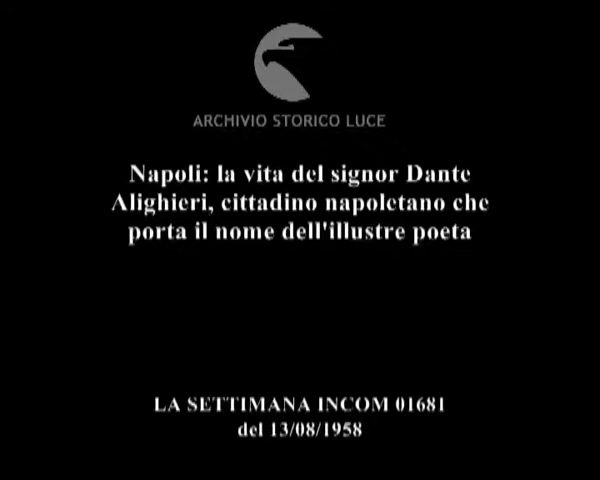 ARCHIVIO STORICO LUCE
Napoli: la vita del signor Dante
Alighieri, cittadino napoletano che
porta il nome dell'illustre poeta
LA SETTIMANA INCOM 01681
del 13/08/1958